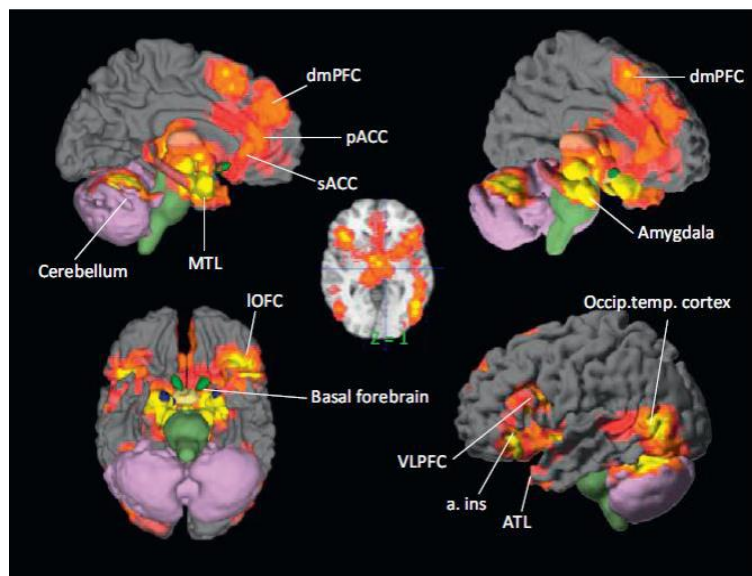 dmPFC
dmPFC
pACC
sACC
Cerebellum
MTL
Amygdala
lOFC
Occip.temp. cortex
Basal forebrain
VLPFC
a. ins
ATL